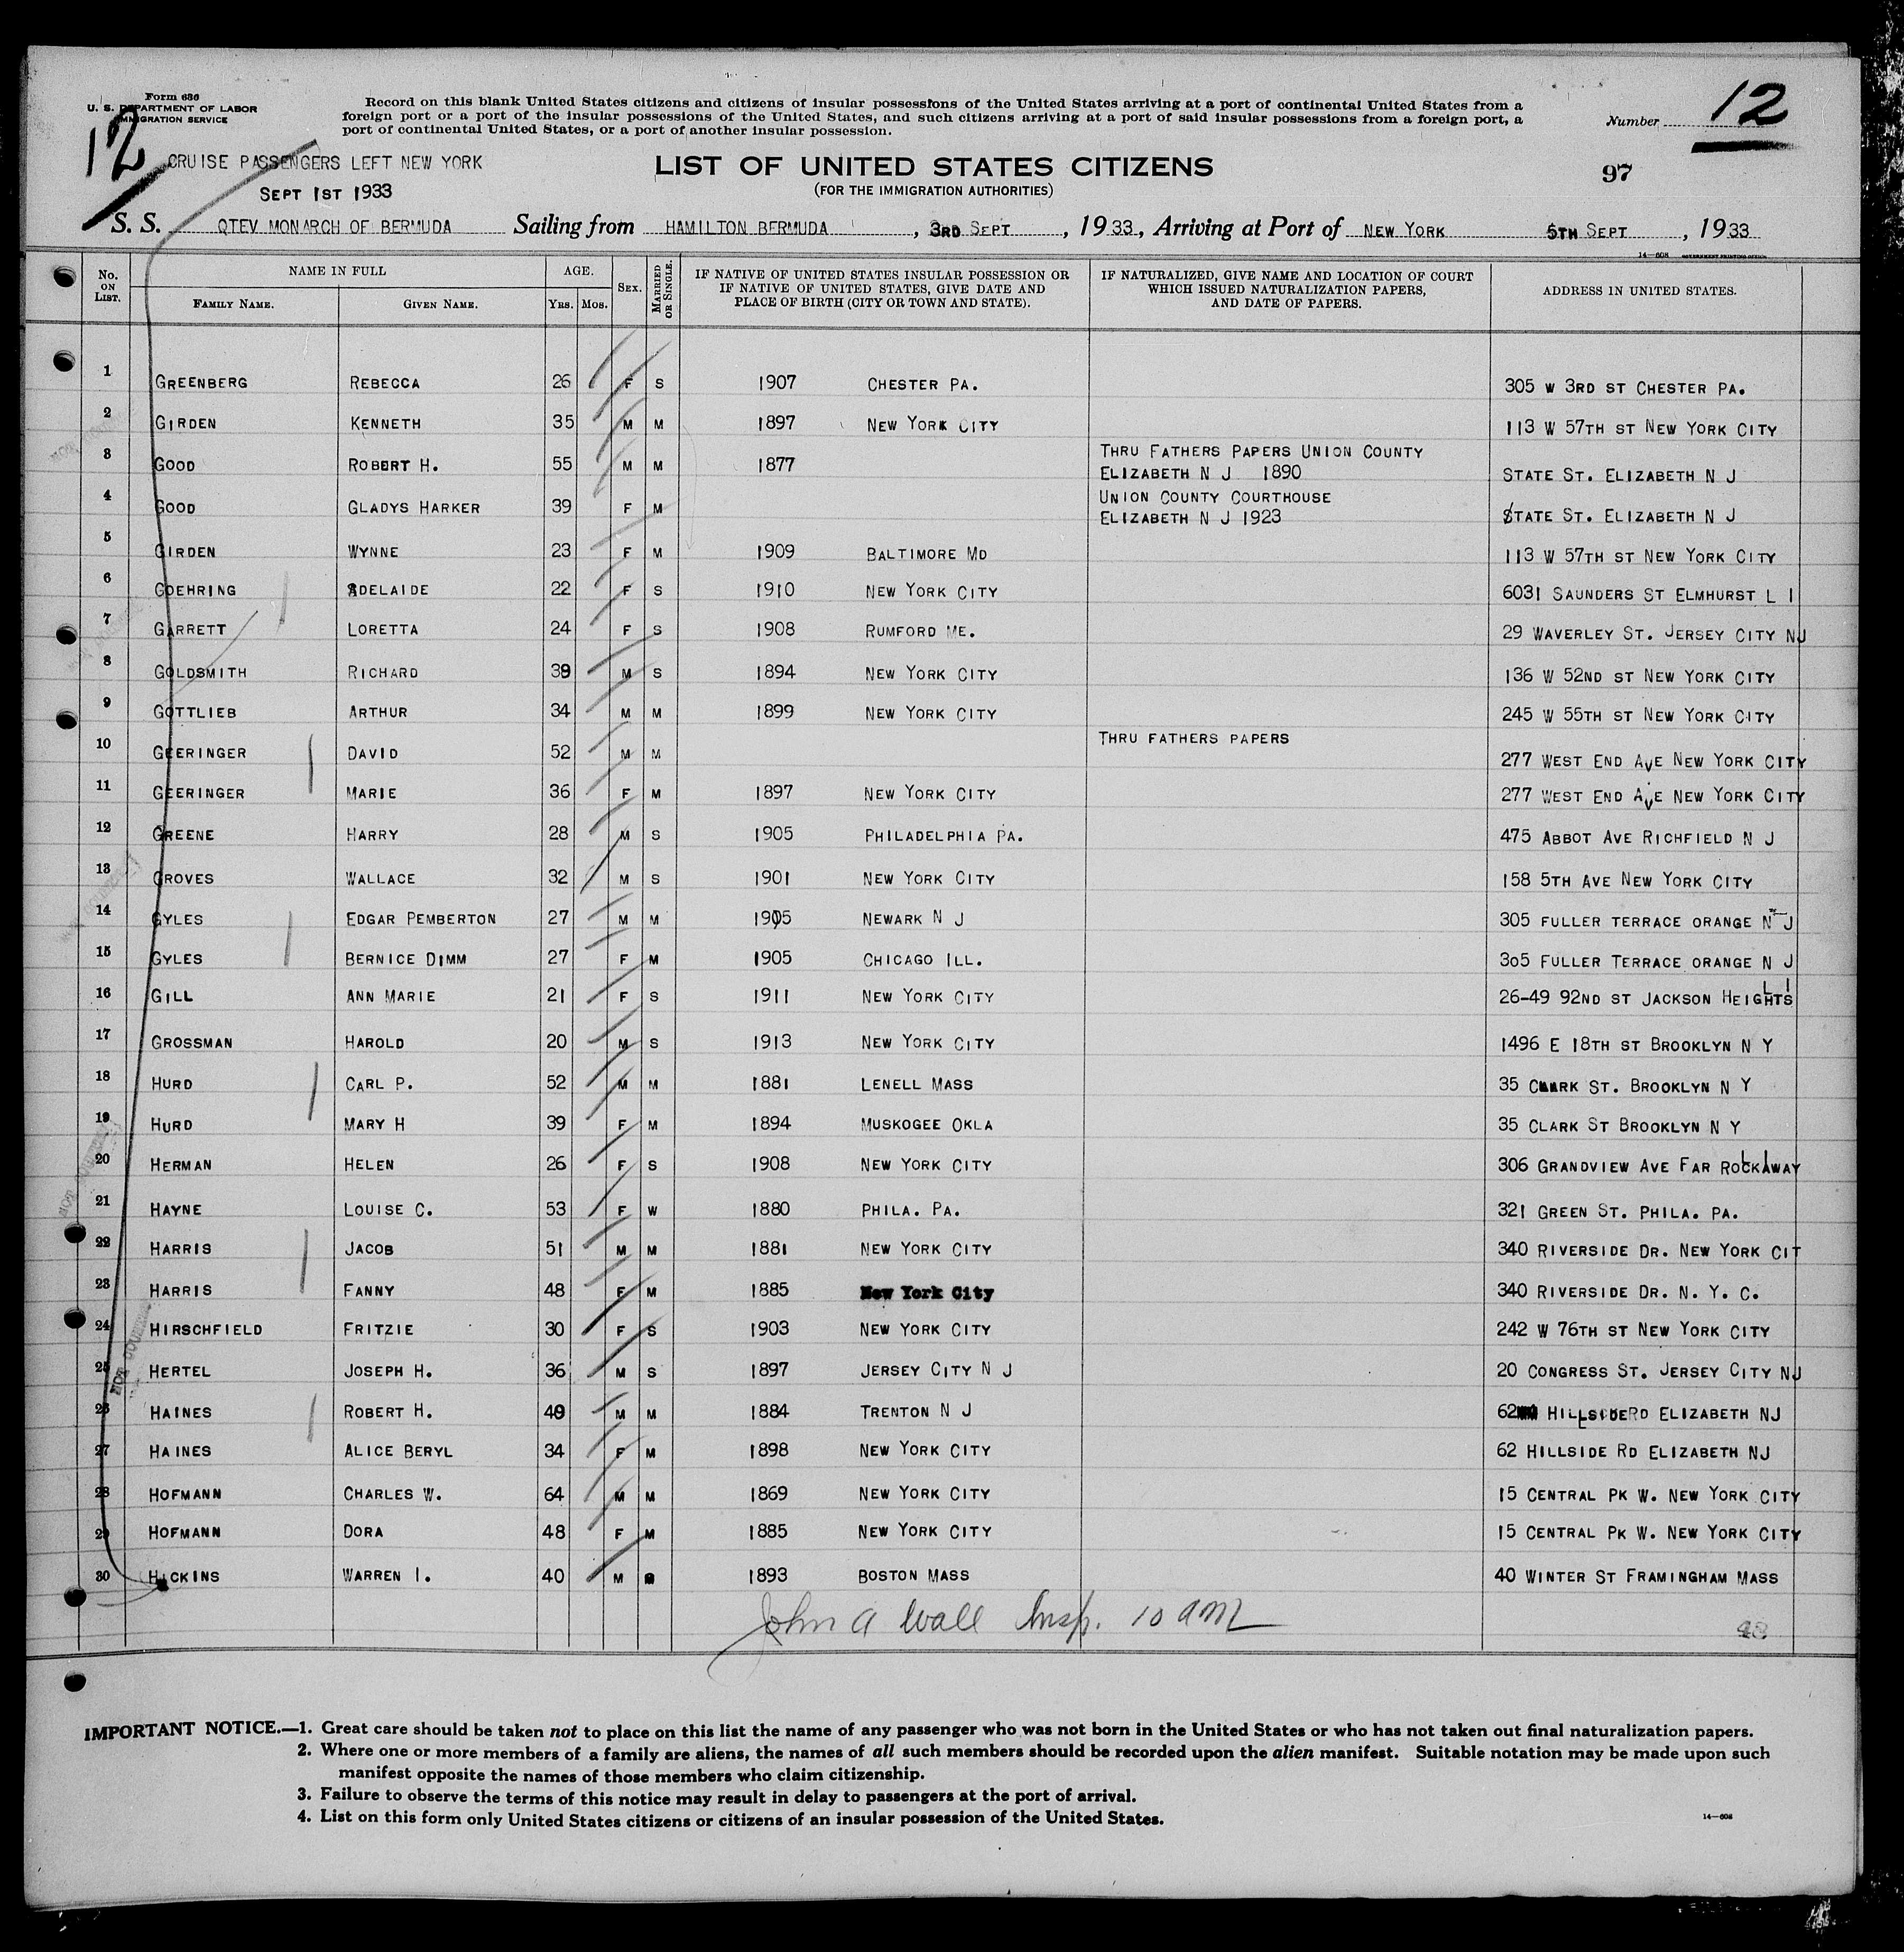 Form 630
U. S. DEPARTMENT OF LABOR
IMMIGRATION SERVICE
12
Record on this blank United States citizens and citizens of insular possessions of the United States arriving at a port of continental United States from a
foreign port or a port of the insular possessions of the United States, and such citizens arriving at a port of said insular possessions from a foreign port, a
port of continental United States, or a port of another insular possession.
Number 12
CRUISE PASSENGERS LEFT NEW YORK
SEPT 1ST 1933
LIST OF UNITED STATES CITIZENS
(FOR THE IMMIGRATION AUTHORITIES)
97
S. S. QTEV MONARCH OF BERMUDA Sailing from HAMILTON BERMUDA, 3RD SEPT, 1933, Arriving at Port of NEW YORK 5TH SEPT, 1933
14—608 GOVERNMENT PRINTING OFFICE
No. ON LIST. NAME IN FULL FAMILY NAME. GIVEN NAME. AGE. YRS. MOS. SEX. MARRIED OR SINGLE. IF NATIVE OF UNITED STATES INSULAR POSSESSION OR IF NATIVE OF UNITED STATES, GIVE DATE AND PLACE OF BIRTH (CITY OR TOWN AND STATE). IF NATURALIZED, GIVE NAME AND LOCATION OF COURT WHICH ISSUED NATURALIZATION PAPERS, AND DATE OF PAPERS. ADDRESS IN UNITED STATES.
1 GREENBERG REBECCA 26 F S 1907 CHESTER PA. 305 W 3RD ST CHESTER PA.
2 GIRDEN KENNETH 35 M M 1897 NEW YORK CITY 113 W 57TH ST NEW YORK CITY
3 GOOD ROBERT H. 55 M M 1877 THRU FATHERS PAPERS UNION COUNTY ELIZABETH N J 1890 STATE ST. ELIZABETH N J
4 GOOD GLADYS HARKER 39 F M UNION COUNTY COURTHOUSE ELIZABETH N J 1923 STATE ST. ELIZABETH N J
5 GIRDEN WYNNE 23 F M 1909 BALTIMORE MD 113 W 57TH ST NEW YORK CITY
6 GOEHRING ADELAIDE 22 F S 1910 NEW YORK CITY 6031 SAUNDERS ST ELMHURST L I
7 GARRETT LORETTA 24 F S 1908 RUMFORD ME. 29 WAVERLEY ST. JERSEY CITY NJ
8 GOLDSMITH RICHARD 39 M S 1894 NEW YORK CITY 136 W 52ND ST NEW YORK CITY
9 GOTTLIEB ARTHUR 34 M M 1899 NEW YORK CITY 245 W 55TH ST NEW YORK CITY
10 GEERINGER DAVID 52 M M THRU FATHERS PAPERS 277 WEST END AVE NEW YORK CITY
11 GEERINGER MARIE 36 F M 1897 NEW YORK CITY 277 WEST END AVE NEW YORK CITY
12 GREENE HARRY 28 M S 1905 PHILADELPHIA PA. 475 ABBOT AVE RICHFIELD N J
13 GROVES WALLACE 32 M S 1901 NEW YORK CITY 158 5TH AVE NEW YORK CITY
14 GYLES EDGAR PEMBERTON 27 M M 1905 NEWARK N J 305 FULLER TERRACE ORANGE N J
15 GYLES BERNICE DIMM 27 F M 1905 CHICAGO ILL. 305 FULLER TERRACE ORANGE N J
16 GILL ANN MARIE 21 F S 1911 NEW YORK CITY 26-49 92ND ST JACKSON HEIGHTS L I
17 GROSSMAN HAROLD 20 M S 1913 NEW YORK CITY 1496 E 18TH ST BROOKLYN N Y
18 HURD CARL P. 52 M M 1881 LENELL MASS 35 CLARK ST. BROOKLYN N Y
19 HURD MARY H 39 F M 1894 MUSKOGEE OKLA 35 CLARK ST BROOKLYN N Y
20 HERMAN HELEN 26 F S 1908 NEW YORK CITY 306 GRANDVIEW AVE FAR ROCKAWAY L I
21 HAYNE LOUISE C. 53 F W 1880 PHILA. PA. 321 GREEN ST. PHILA. PA.
22 HARRIS JACOB 51 M M 1881 NEW YORK CITY 340 RIVERSIDE DR. NEW YORK CIT
23 HARRIS FANNY 48 F M 1885 New York City 340 RIVERSIDE DR. N. Y. C.
24 HIRSCHFIELD FRITZIE 30 F S 1903 NEW YORK CITY 242 W 76TH ST NEW YORK CITY
25 HERTEL JOSEPH H. 36 M S 1897 JERSEY CITY N J 20 CONGRESS ST. JERSEY CITY NJ
26 HAINES ROBERT H. 49 M M 1884 TRENTON N J 62 HILLSIDE RD ELIZABETH NJ
27 HAINES ALICE BERYL 34 F M 1898 NEW YORK CITY 62 HILLSIDE RD ELIZABETH NJ
28 HOFMANN CHARLES W. 64 M M 1869 NEW YORK CITY 15 CENTRAL PK W. NEW YORK CITY
29 HOFMANN DORA 48 F M 1885 NEW YORK CITY 15 CENTRAL PK W. NEW YORK CITY
30 HICKINS WARREN I. 40 M 1893 BOSTON MASS 40 WINTER ST FRAMINGHAM MASS
John A Wall Insp. 10 AM
48
IMPORTANT NOTICE.—1. Great care should be taken not to place on this list the name of any passenger who was not born in the United States or who has not taken out final naturalization papers.
2. Where one or more members of a family are aliens, the names of all such members should be recorded upon the alien manifest. Suitable notation may be made upon such
manifest opposite the names of those members who claim citizenship.
3. Failure to observe the terms of this notice may result in delay to passengers at the port of arrival.
4. List on this form only United States citizens or citizens of an insular possession of the United States.
14—608